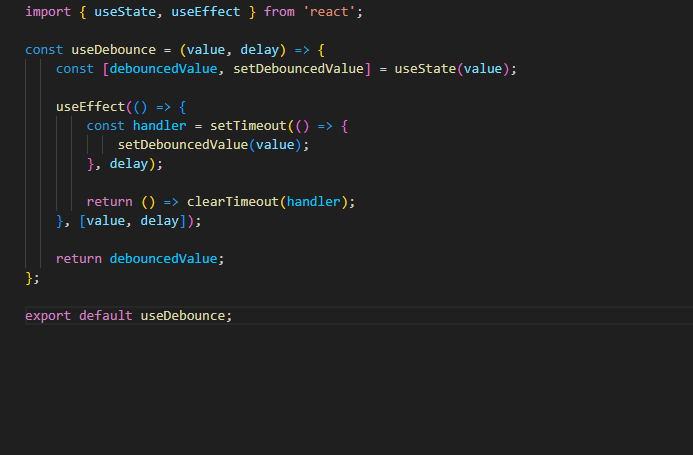 import { useState, useEffect } from 'react';
const useDebounce = (value, delay) => {
const [debouncedValue, setDebouncedValue] = useState(value);
useEffect(() => {
const handler = setTimeout(() => {
setDebouncedValue(value);
}, delay);
return () => clearTimeout(handler);
}, [value, delay]);
return debouncedValue;
};
export default useDebounce;